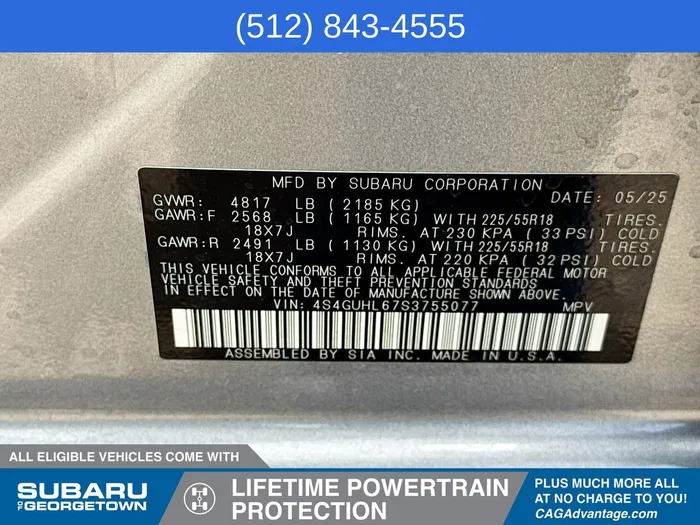 (512) 843-4555
MFD BY SUBARU CORPORATION
GVWR: 4817 LB (2185 KG) DATE: 05/25
GAWR:F 2568 LB (1165 KG) WITH 225/55R18 TIRES.
18X7J RIMS. AT 230 KPA (33 PSI) COLD
GAWR:R 2491 LB (1130 KG) WITH 225/55R18 TIRES.
18X7J RIMS. AT 220 KPA (32 PSI) COLD
THIS VEHICLE CONFORMS TO ALL APPLICABLE FEDERAL MOTOR
VEHICLE SAFETY AND THEFT PREVENTION STANDARDS
IN EFFECT ON THE DATE OF MANUFACTURE SHOWN ABOVE.
VIN: 4S4GUHL67S3755077 MPV
ASSEMBLED BY SIA INC. MADE IN U.S.A.
ALL ELIGIBLE VEHICLES COME WITH
SUBARU
OF GEORGETOWN
LIFETIME POWERTRAIN
PROTECTION
PLUS MUCH MORE ALL
AT NO CHARGE TO YOU!
CAGAdvantage.com